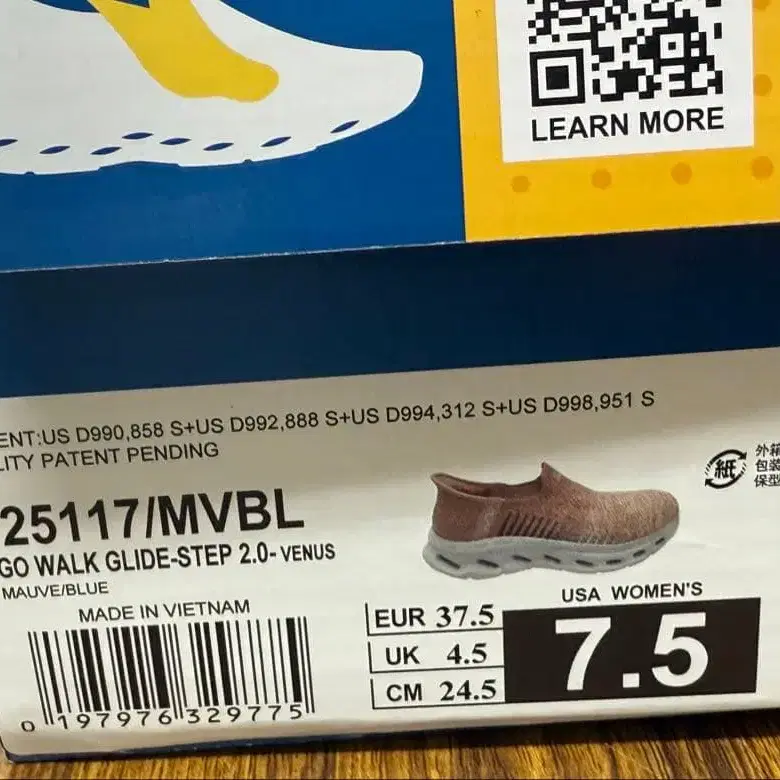 LEARN MORE
ENT:US D990,858 S+US D992,888 S+US D994,312 S+US D998,951 S
LITY PATENT PENDING
25117/MVBL
GO WALK GLIDE-STEP 2.0- VENUS
MAUVE/BLUE
MADE IN VIETNAM
0 197976 329775
EUR 37.5
UK 4.5
CM 24.5
USA WOMEN'S
7.5
紙
外箱
包装
保型